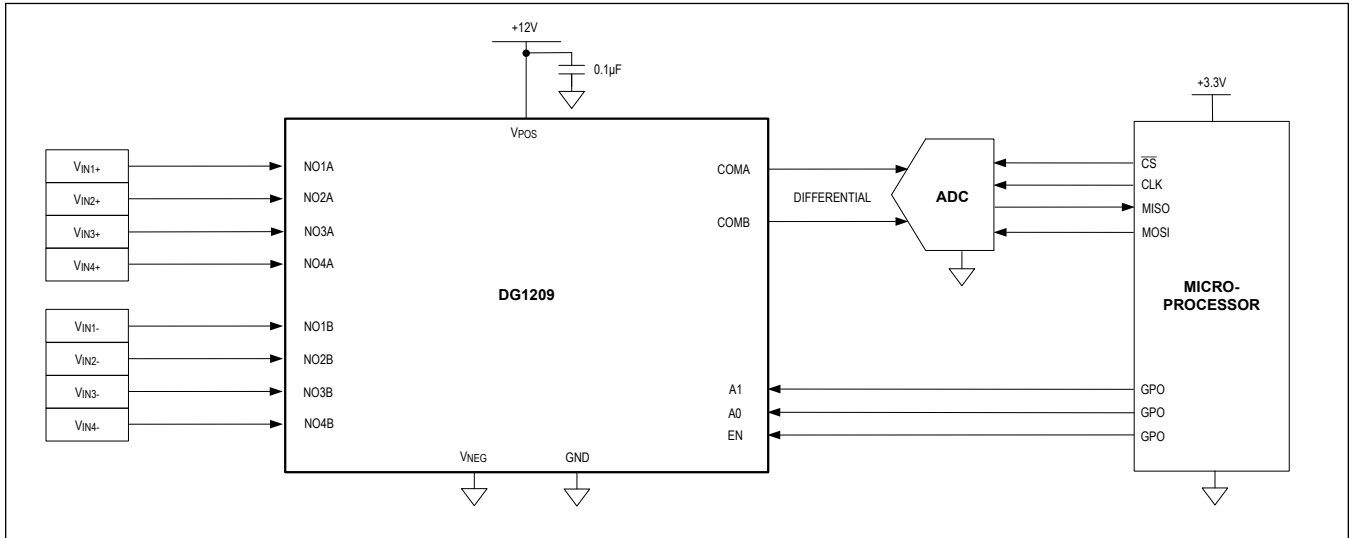 +12V
0.1µF
+3.3V
VPOS
VIN1+
VIN2+
VIN3+
VIN4+
VIN1-
VIN2-
VIN3-
VIN4-
NO1A
NO2A
NO3A
NO4A
NO1B
NO2B
NO3B
NO4B
DG1209
VNEG
GND
COMA
COMB
A1
A0
EN
DIFFERENTIAL
ADC
CS
CLK
MISO
MOSI
MICRO-
PROCESSOR
GPO
GPO
GPO